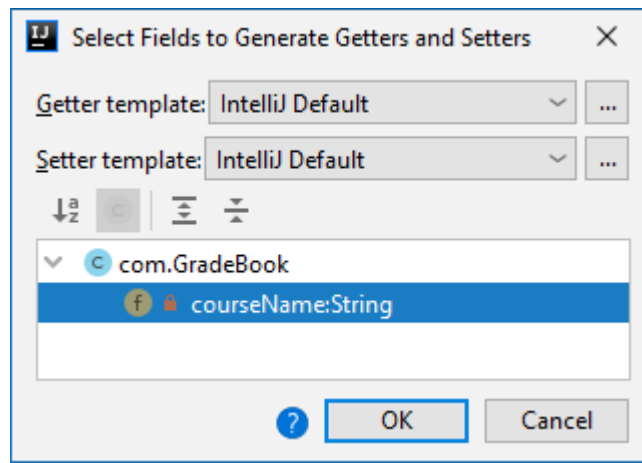 IJ Select Fields to Generate Getters and Setters
Getter template: IntelliJ Default ...
Setter template: IntelliJ Default ...
a
z C
C com.GradeBook
f courseName:String
? OK Cancel